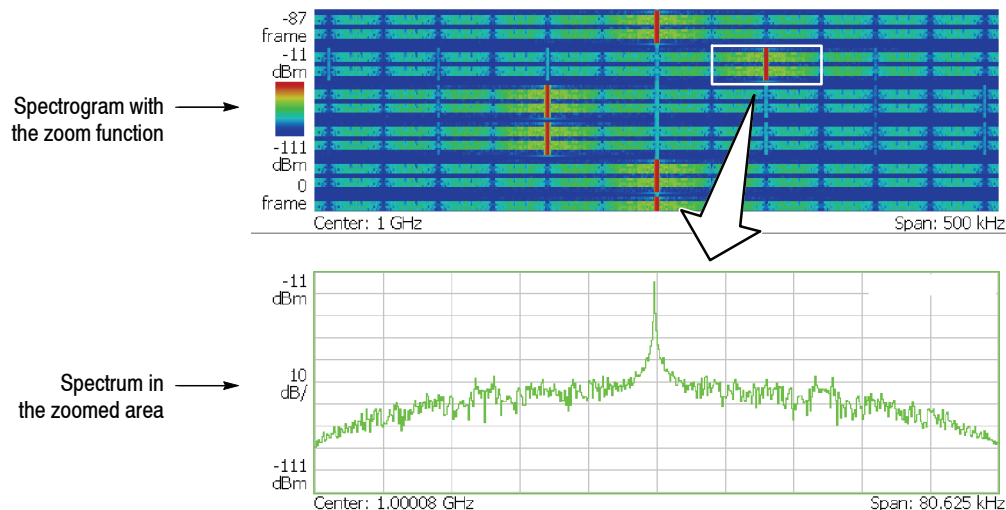 -87
frame
-11
dBm
Spectrogram with
the zoom function
-111
dBm
0
frame
Center: 1 GHz
Span: 500 kHz
-11
dBm
10
dB/
Spectrum in
the zoomed area
-111
dBm
Center: 1.00008 GHz
Span: 80.625 kHz